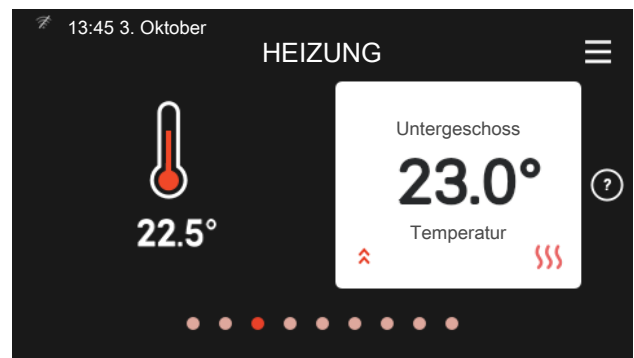 13:45 3. Oktober
HEIZUNG
Untergeschoss
23.0°
Temperatur
22.5°
?